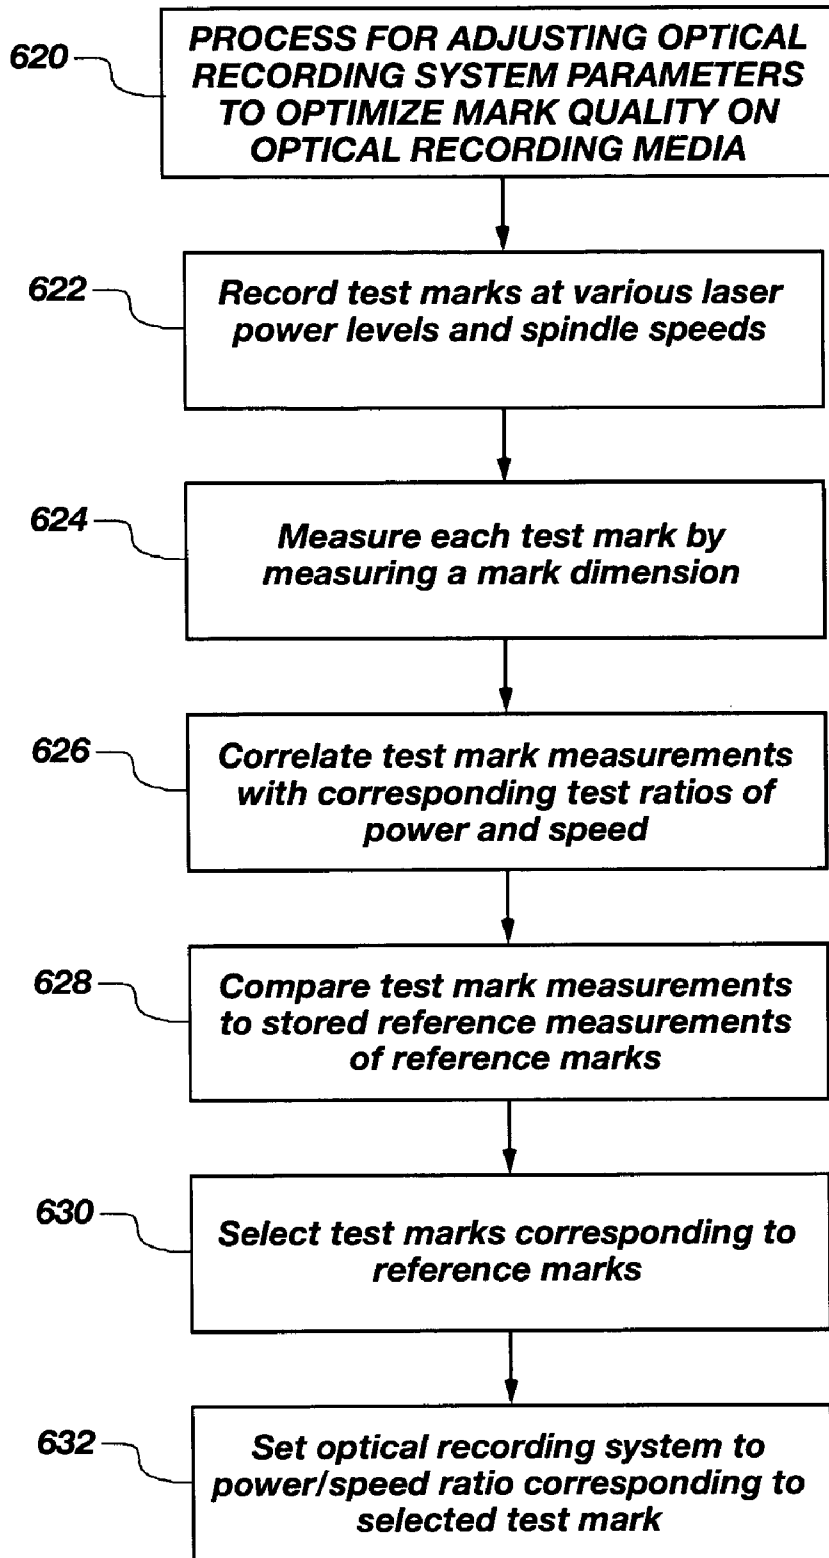 620
PROCESS FOR ADJUSTING OPTICAL
RECORDING SYSTEM PARAMETERS
TO OPTIMIZE MARK QUALITY ON
OPTICAL RECORDING MEDIA
622
Record test marks at various laser
power levels and spindle speeds
624
Measure each test mark by
measuring a mark dimension
626
Correlate test mark measurements
with corresponding test ratios of
power and speed
628
Compare test mark measurements
to stored reference measurements
of reference marks
630
Select test marks corresponding to
reference marks
632
Set optical recording system to
power/speed ratio corresponding to
selected test mark